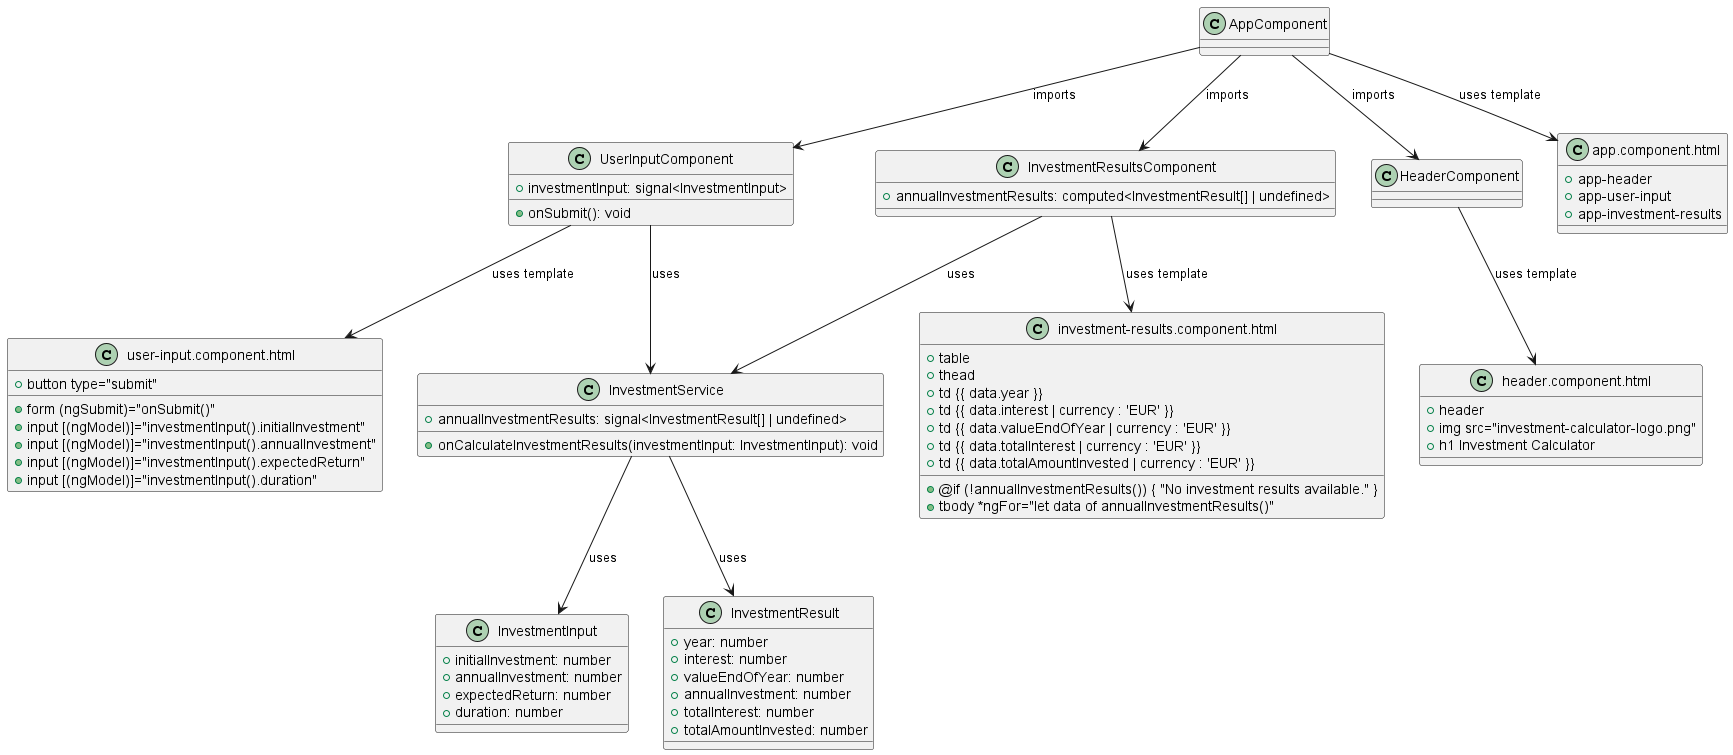 C AppComponent
imports
imports
imports
uses template
C UserInputComponent
investmentInput: signal<InvestmentInput>
onSubmit(): void
C InvestmentResultsComponent
annualInvestmentResults: computed<InvestmentResult[] | undefined>
C HeaderComponent
C app.component.html
app-header
app-user-input
app-investment-results
uses template
uses
uses
uses template
uses template
C user-input.component.html
button type="submit"
form (ngSubmit)="onSubmit()"
input [(ngModel)]="investmentInput().initialInvestment"
input [(ngModel)]="investmentInput().annualInvestment"
input [(ngModel)]="investmentInput().expectedReturn"
input [(ngModel)]="investmentInput().duration"
C InvestmentService
annualInvestmentResults: signal<InvestmentResult[] | undefined>
onCalculateInvestmentResults(investmentInput: InvestmentInput): void
C investment-results.component.html
table
thead
td {{ data.year }}
td {{ data.interest | currency : 'EUR' }}
td {{ data.valueEndOfYear | currency : 'EUR' }}
td {{ data.totalInterest | currency : 'EUR' }}
td {{ data.totalAmountInvested | currency : 'EUR' }}
@if (!annualInvestmentResults()) { "No investment results available." }
tbody *ngFor="let data of annualInvestmentResults()"
C header.component.html
header
img src="investment-calculator-logo.png"
h1 Investment Calculator
uses
uses
C InvestmentInput
initialInvestment: number
annualInvestment: number
expectedReturn: number
duration: number
C InvestmentResult
year: number
interest: number
valueEndOfYear: number
annualInvestment: number
totalInterest: number
totalAmountInvested: number